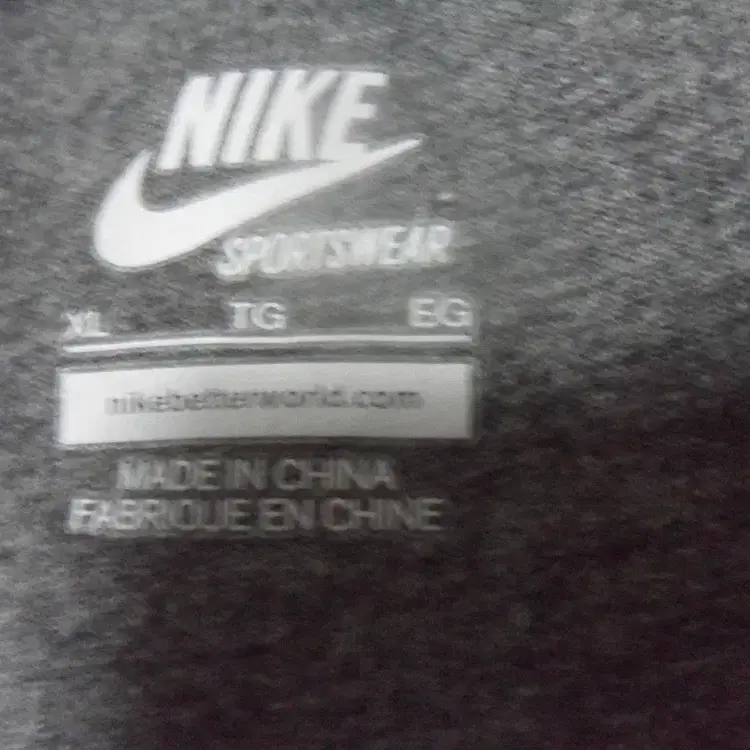 NIKE
SPORTSWEAR
XL TG EG
nikebetterworld.com
MADE IN CHINA
FABRIQUE EN CHINE